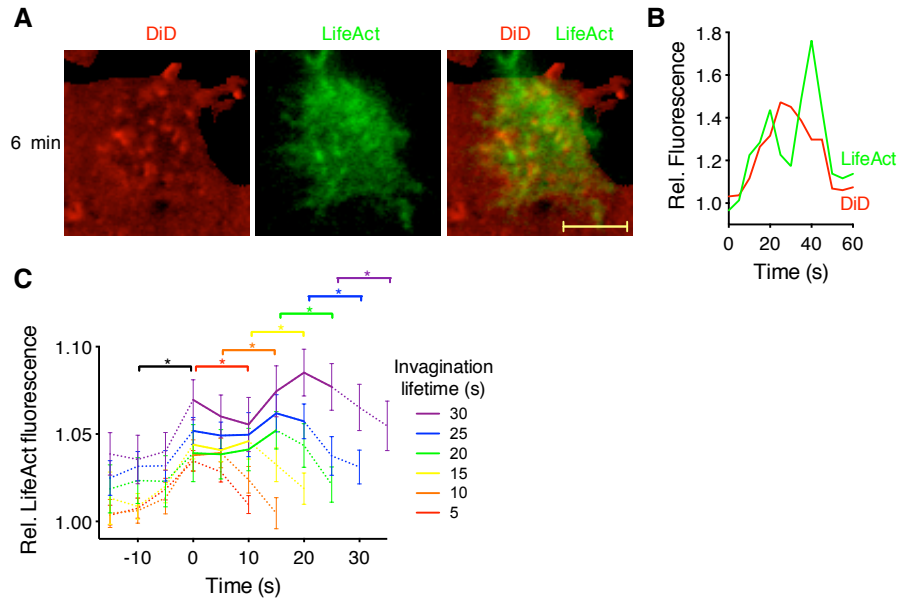 A
DiD
LifeAct
DiD LifeAct
6 min
B
Rel. Fluorescence
1.8
1.6
1.4
1.2
1.0
LifeAct
DiD
0 20 40 60
Time (s)
C
Rel. LifeAct fluorescence
1.10
1.05
1.00
* * * * * * *
-10 0 10 20 30
Time (s)
Invagination
lifetime (s)
30
25
20
15
10
5